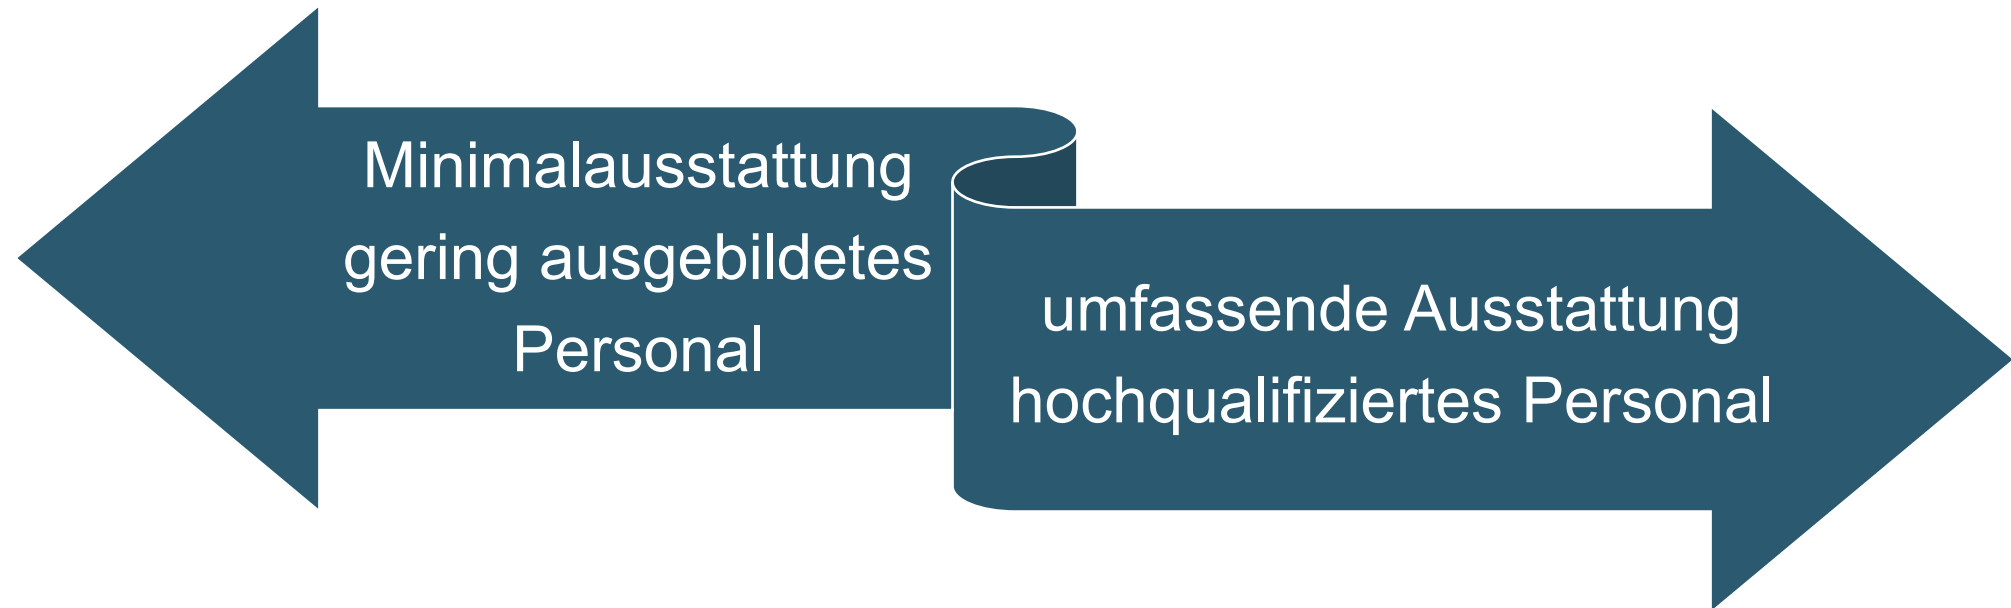 Minimalausstattung
gering ausgebildetes
Personal
umfassende Ausstattung
hochqualifiziertes Personal